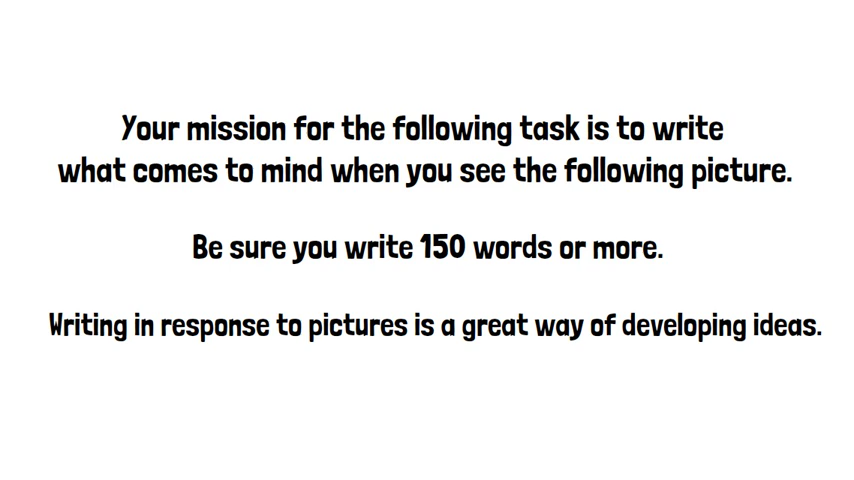 Your mission for the following task is to write
what comes to mind when you see the following picture.
Be sure you write 150 words or more.
Writing in response to pictures is a great way of developing ideas.